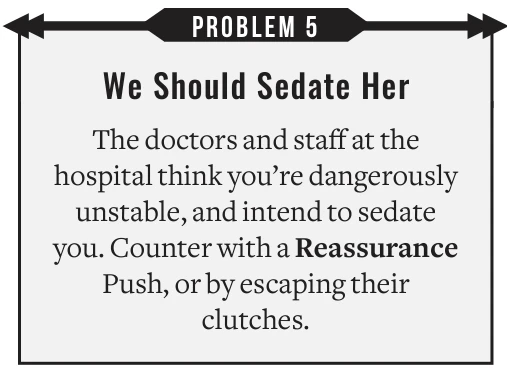 PROBLEM 5
We Should Sedate Her
The doctors and staff at the
hospital think you’re dangerously
unstable, and intend to sedate
you. Counter with a Reassurance
Push, or by escaping their
clutches.